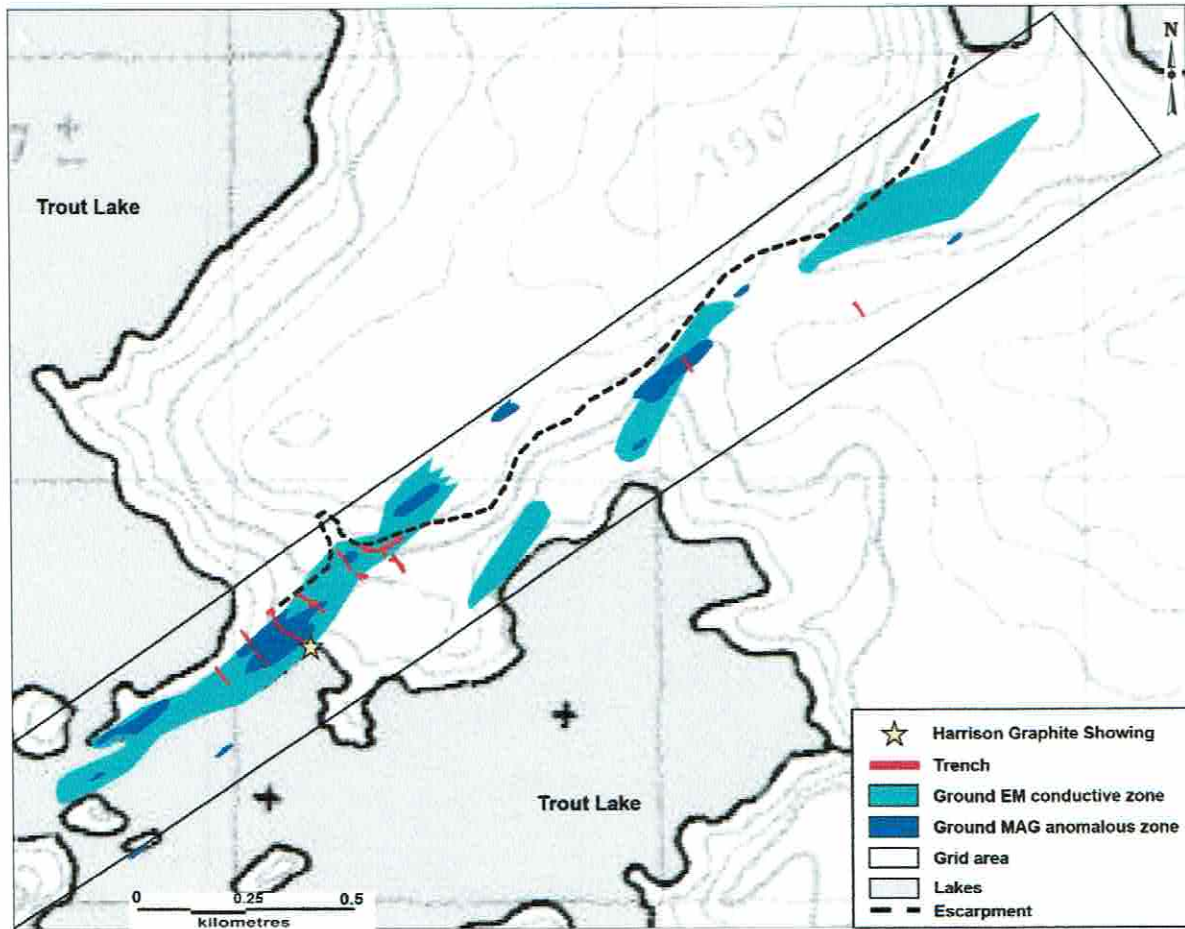 N
390
Trout Lake
Trout Lake
0 0.25 0.5
kilometres
Harrison Graphite Showing
Trench
Ground EM conductive zone
Ground MAG anomalous zone
Grid area
Lakes
Escarpment